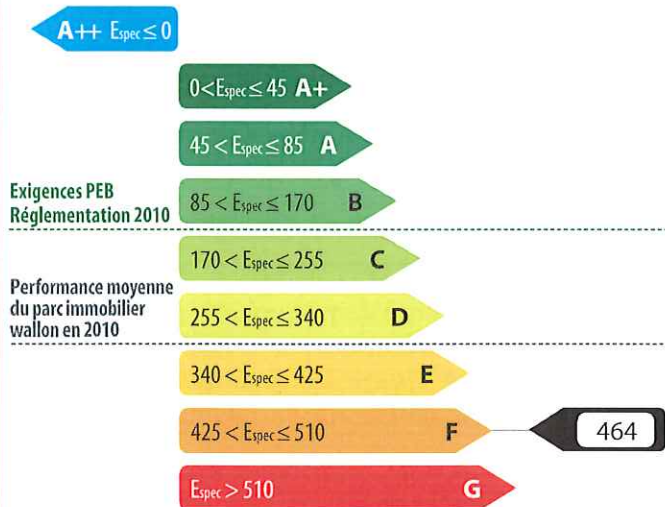 A++ Espec ≤ 0
0 < Espec ≤ 45 A+
45 < Espec ≤ 85 A
Exigences PEB
Réglementation 2010
85 < Espec ≤ 170 B
170 < Espec ≤ 255 C
Performance moyenne
du parc immobilier
wallon en 2010
255 < Espec ≤ 340 D
340 < Espec ≤ 425 E
425 < Espec ≤ 510 F
464
Espec > 510 G